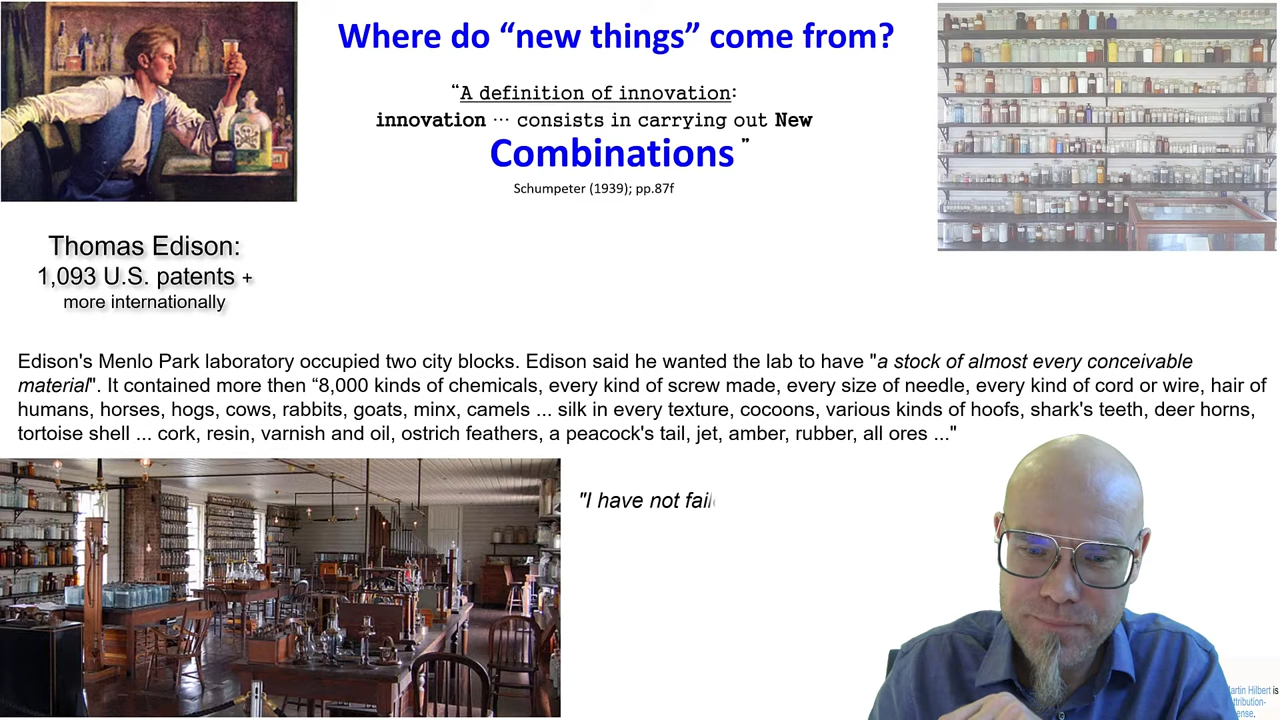 Where do “new things” come from?
“A definition of innovation:
innovation ··· consists in carrying out New
Combinations ”
Schumpeter (1939); pp.87f
Thomas Edison:
1,093 U.S. patents +
more internationally
Edison's Menlo Park laboratory occupied two city blocks. Edison said he wanted the lab to have "a stock of almost every conceivable
material". It contained more then “8,000 kinds of chemicals, every kind of screw made, every size of needle, every kind of cord or wire, hair of
humans, horses, hogs, cows, rabbits, goats, minx, camels ... silk in every texture, cocoons, various kinds of hoofs, shark's teeth, deer horns,
tortoise shell ... cork, resin, varnish and oil, ostrich feathers, a peacock's tail, jet, amber, rubber, all ores ..."
"I have not fail
Martin Hilbert is